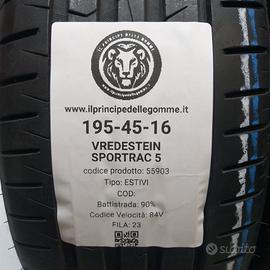 IL PRINCIPE DELLE GOMME
www.ilprincipedellegomme.it
195-45-16
VREDESTEIN
SPORTRAC 5
codice prodotto: 55903
Tipo: ESTIVI
COD:
Battistrada: 90%
Codice Velocità: 84V
FILA: 23
subito